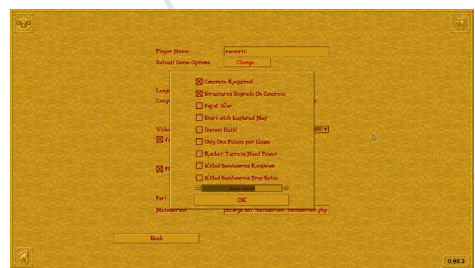 Player Name
Default Game Options Change...
Concrete Required
Structures Degrade On Concrete
Fog of War
Start with Explored Map
Instant Build
Only One Palace per House
Rocket-Turrets Need Power
Killed Sandworms Respawn
Killed Sandworms Drop Spice
OK
Back
0.96.3